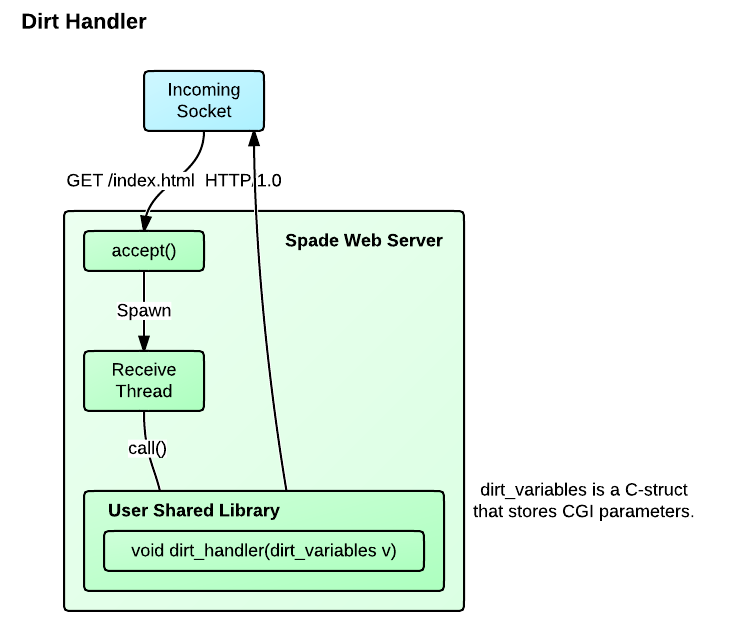 Dirt Handler
Incoming
Socket
GET /index.html  HTTP/1.0
accept()
Spade Web Server
Spawn
Receive
Thread
call()
User Shared Library
void dirt_handler(dirt_variables v)
dirt_variables is a C-struct
that stores CGI parameters.